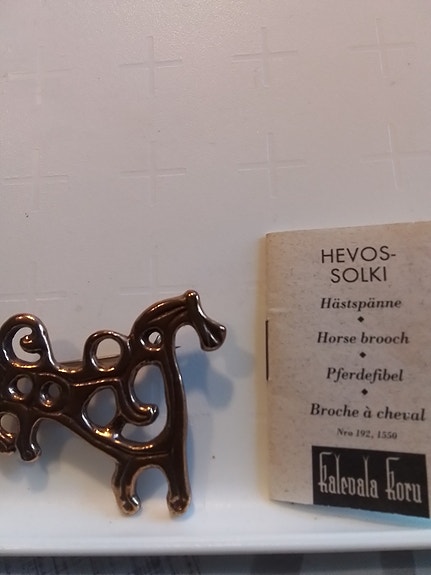 HEVOS-
SOLKI
Hästspänne
Horse brooch
Pferdefibel
Broche à cheval
Nro 192, 1550
Kalevala Koru